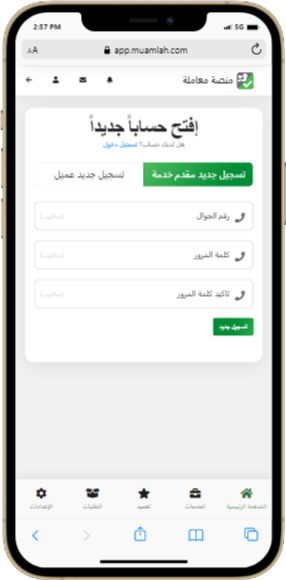 2:57 PM
5G
AA
app.muamlah.com
منصة معاملة
إفتح حساباً جديداً
هل لديك حساب؟ تسجيل دخول
تسجيل جديد مقدم خدمة
تسجيل جديد عميل
رقم الجوال
(مطلوب)
كلمة المرور
(مطلوب)
تاكيد كلمة المرور
(مطلوب)
تسجيل جديد
الصفحة الرئيسية
الخدمات
تعميد
الطلبات
الإعدادات